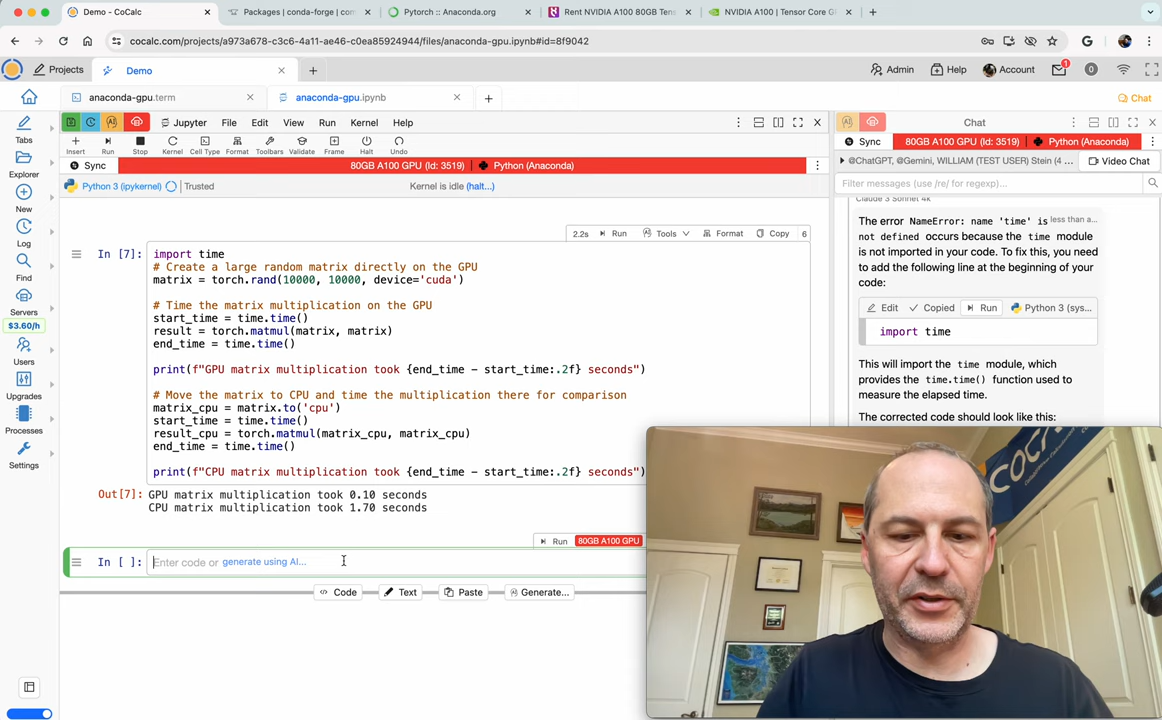 Demo - CoCalc
Packages | conda-forge | con
Pytorch :: Anaconda.org
Rent NVIDIA A100 80GB Tens
NVIDIA A100 | Tensor Core G
cocalc.com/projects/a973a678-c3c6-4a11-ae46-c0ea85924944/files/anaconda-gpu.ipynb#id=8f9042
Projects
Demo
Admin
Help
Account
1
0
anaconda-gpu.term
anaconda-gpu.ipynb
Chat
Tabs
Explorer
New
Log
Find
Servers
$3.60/h
Users
Upgrades
Processes
Settings
Jupyter File Edit View Run Kernel Help
Insert Run Stop Kernel Cell Type Format Toolbars Validate Frame Halt Undo
Sync
80GB A100 GPU (Id: 3519) Python (Anaconda)
Python 3 (ipykernel) Trusted
Kernel is idle (halt...)
2.2s Run Tools Format Copy 6
In [7]:
import time
# Create a large random matrix directly on the GPU
matrix = torch.rand(10000, 10000, device='cuda')
# Time the matrix multiplication on the GPU
start_time = time.time()
result = torch.matmul(matrix, matrix)
end_time = time.time()
print(f"GPU matrix multiplication took {end_time - start_time:.2f} seconds")
# Move the matrix to CPU and time the multiplication there for comparison
matrix_cpu = matrix.to('cpu')
start_time = time.time()
result_cpu = torch.matmul(matrix_cpu, matrix_cpu)
end_time = time.time()
print(f"CPU matrix multiplication took {end_time - start_time:.2f} seconds")
Out[7]:
GPU matrix multiplication took 0.10 seconds
CPU matrix multiplication took 1.70 seconds
Run 80GB A100 GPU
In [ ]:
Enter code or generate using AI...
Code Text Paste Generate...
Chat
Sync
80GB A100 GPU (Id: 3519) Python (Anaconda)
@ChatGPT, @Gemini, WILLIAM (TEST USER) Stein (4 ...
Video Chat
Filter messages (use /re/ for regexp)...
Claude 3 Sonnet 4k
less than a...
The error NameError: name 'time' is
not defined occurs because the time module
is not imported in your code. To fix this, you need
to add the following line at the beginning of your
code:
Edit Copied Run Python 3 (sys...
import time
This will import the time module, which
provides the time.time() function used to
measure the elapsed time.
The corrected code should look like this:
COCALC